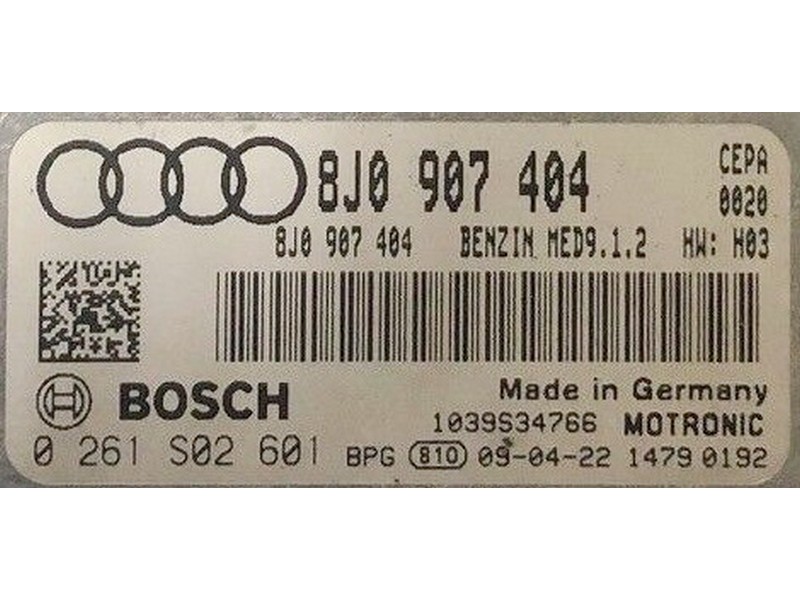 8J0 907 404 CEPA
0020
8J0 907 404 BENZIN MED9.1.2 HW: H03
BOSCH Made in Germany
1039S34766 MOTRONIC
0 261 S02 601 BPG 810 09-04-22 1479 0192